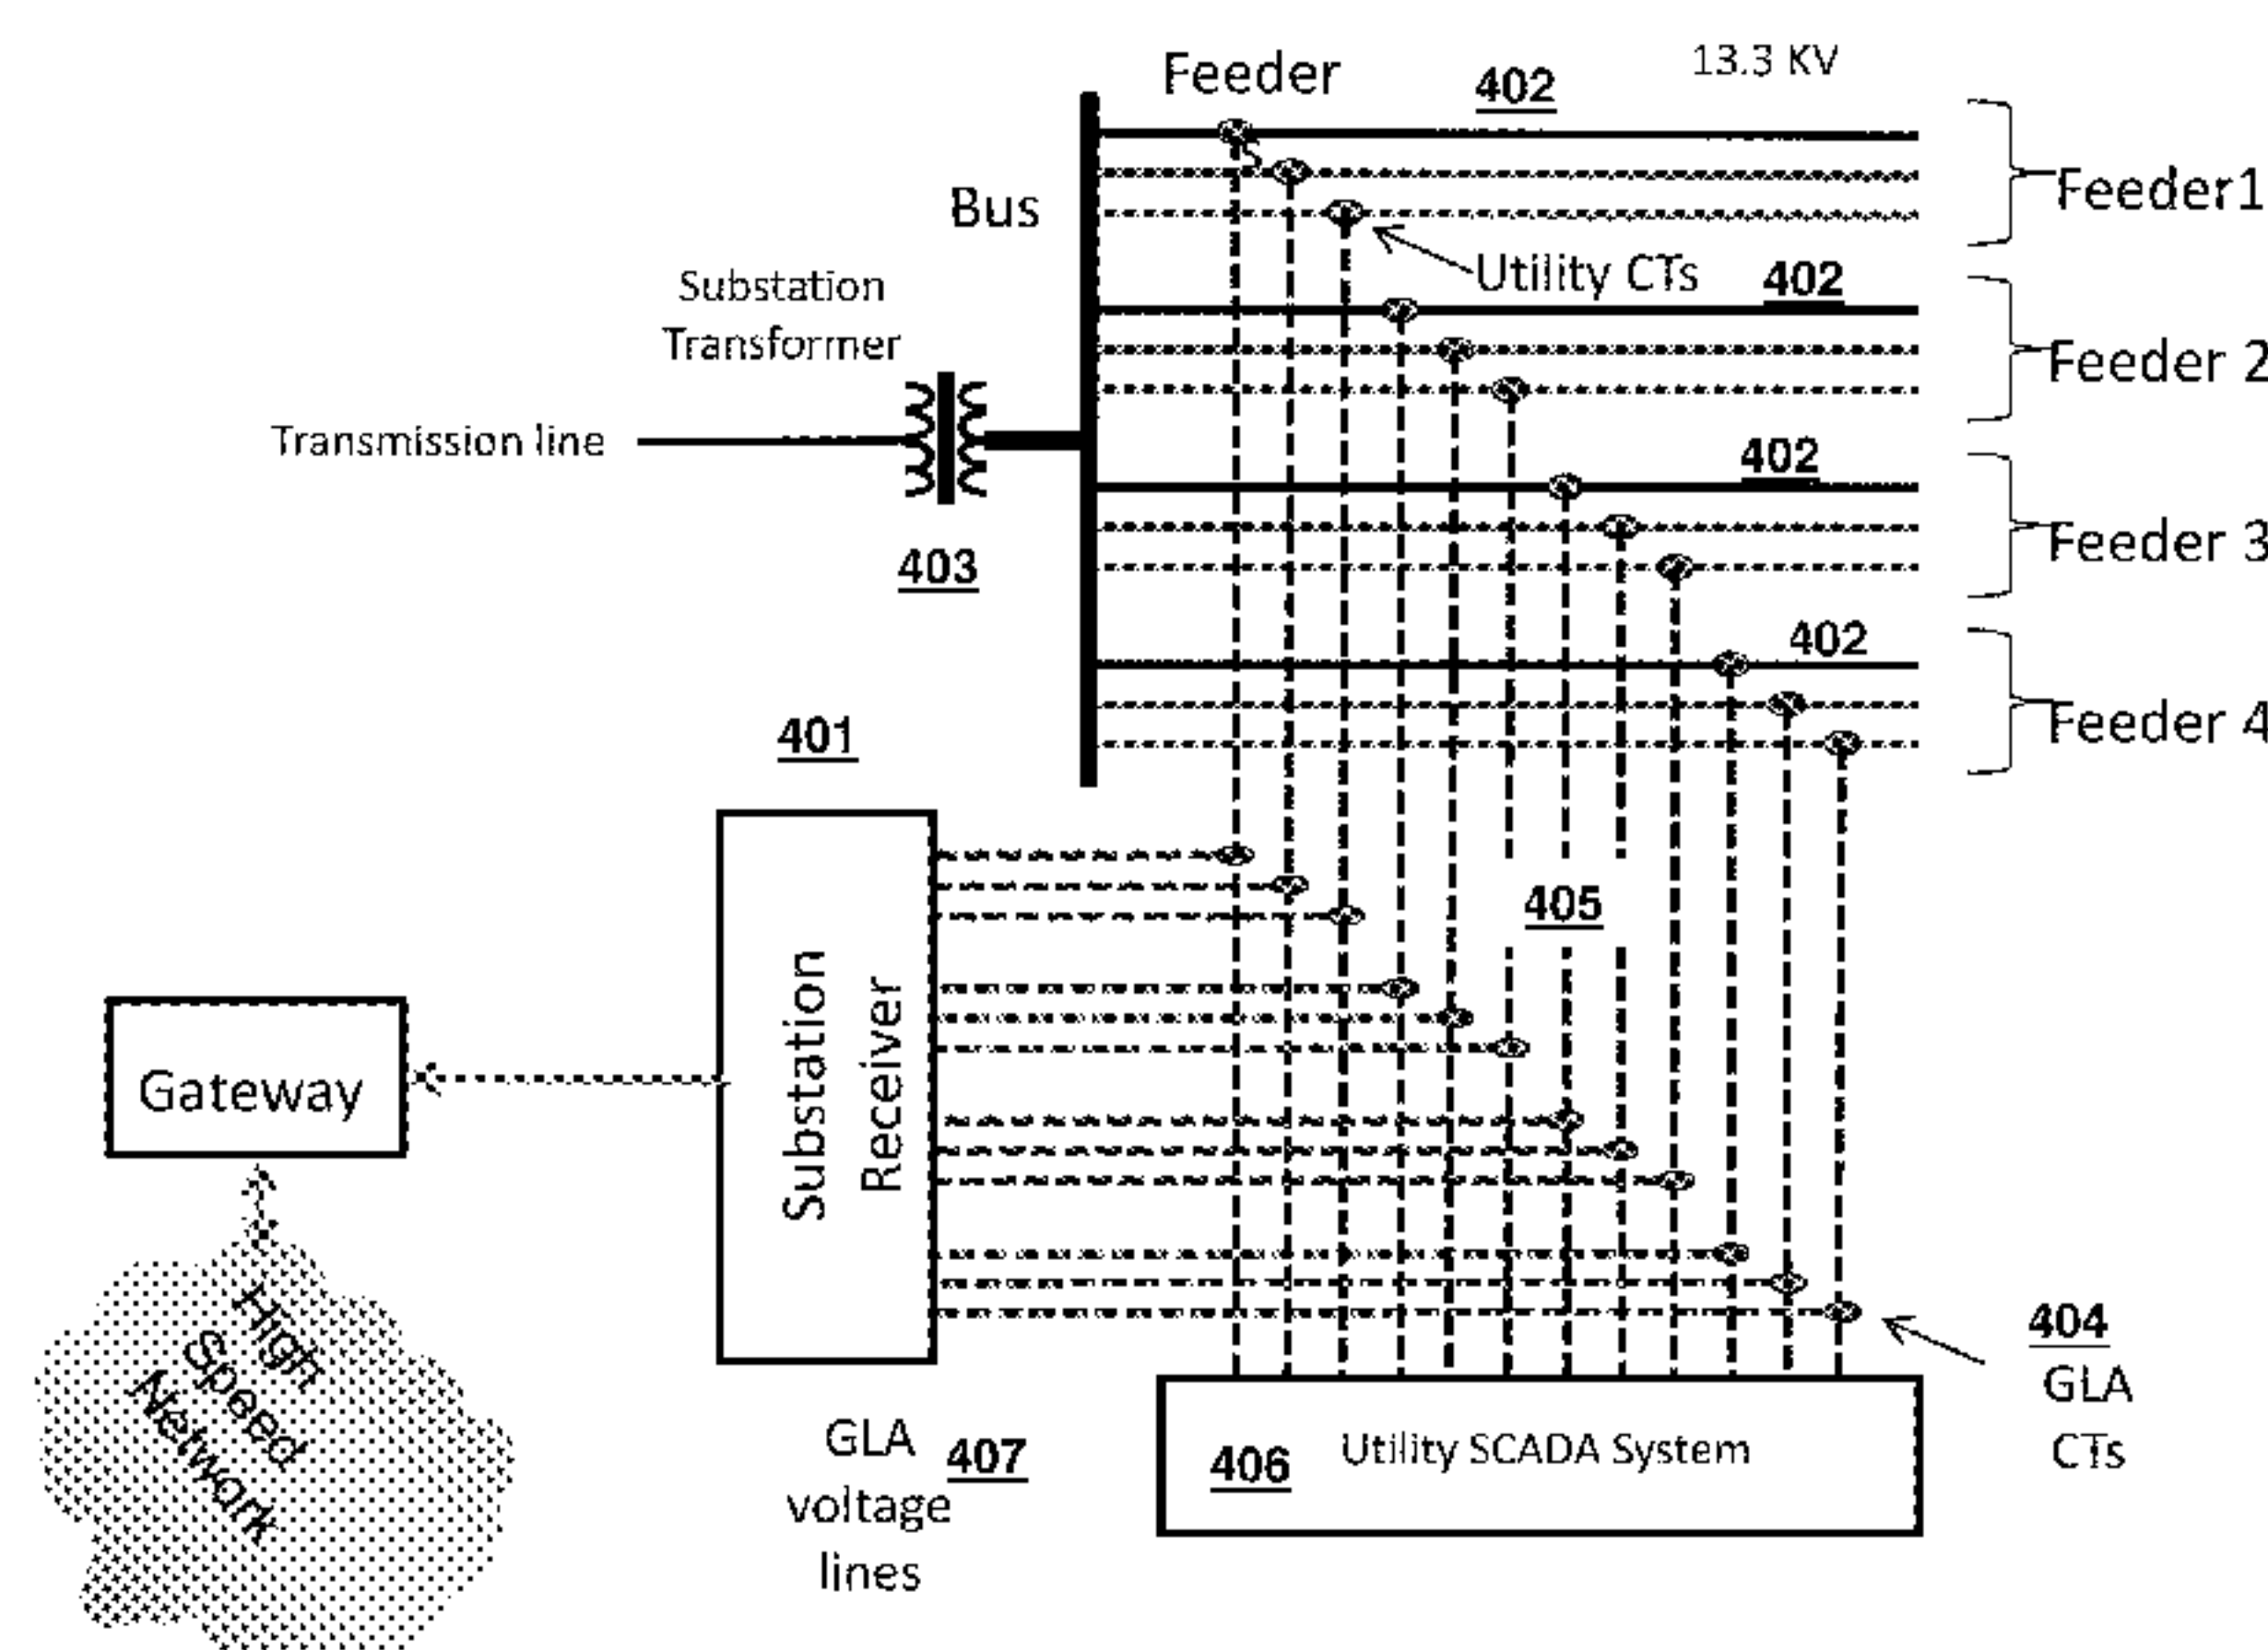 Feeder
402
13.3 KV
Feeder1
Bus
Utility CTs
402
Substation
Transformer
Feeder 2
Transmission line
402
Feeder 3
403
402
Feeder 4
401
405
Substation
Receiver
Gateway
High
Speed
Network
404
GLA
CTs
GLA
voltage
lines
407
406
Utility SCADA System